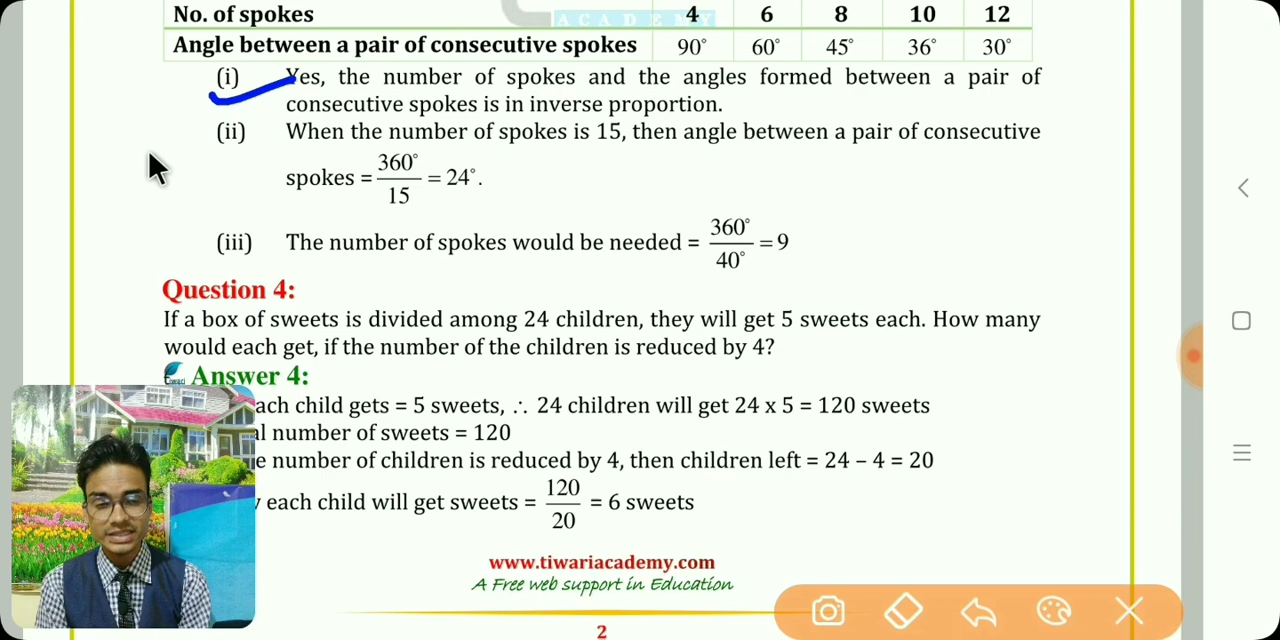 No. of spokes 4 6 8 10 12
ACADEMY
Angle between a pair of consecutive spokes 90° 60° 45° 36° 30°
(i) Yes, the number of spokes and the angles formed between a pair of
consecutive spokes is in inverse proportion.
(ii) When the number of spokes is 15, then angle between a pair of consecutive
spokes = 360°/15 = 24°.
(iii) The number of spokes would be needed = 360°/40° = 9
Question 4:
If a box of sweets is divided among 24 children, they will get 5 sweets each. How many
would each get, if the number of the children is reduced by 4?
Answer 4:
ach child gets = 5 sweets, ∴ 24 children will get 24 x 5 = 120 sweets
l number of sweets = 120
e number of children is reduced by 4, then children left = 24 – 4 = 20
each child will get sweets = 120/20 = 6 sweets
www.tiwariacademy.com
A Free web support in Education
2